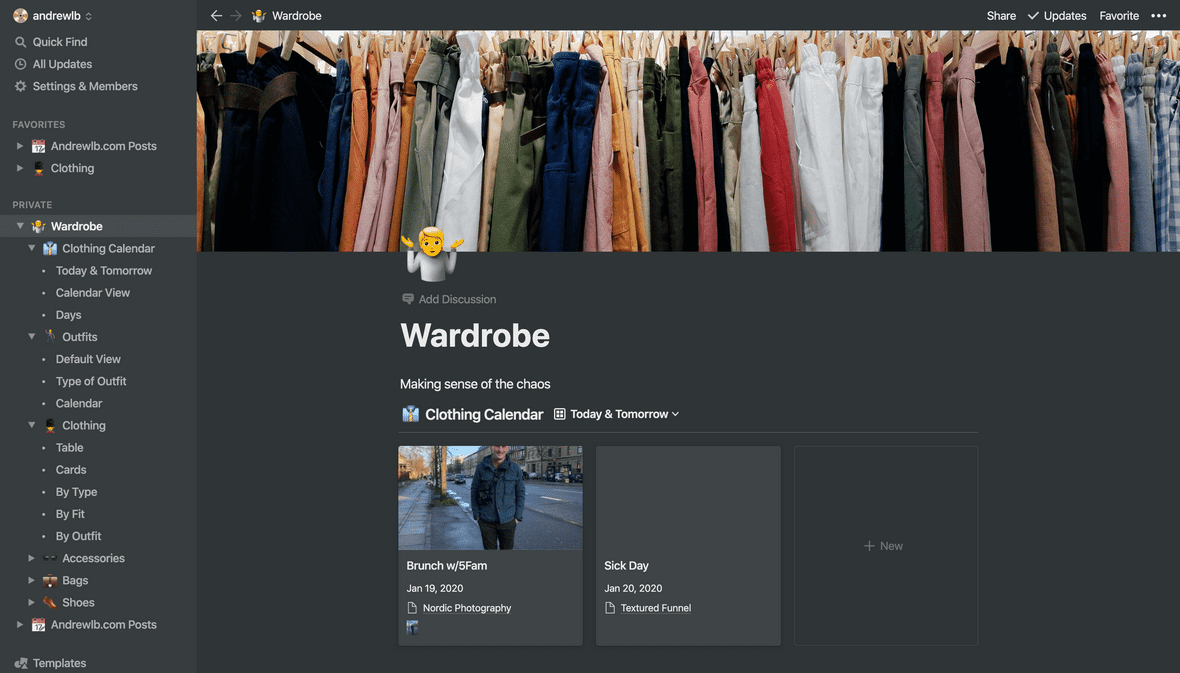 andrewlb
Quick Find
All Updates
Settings & Members
FAVORITES
Andrewlb.com Posts
Clothing
PRIVATE
Wardrobe
Clothing Calendar
Today & Tomorrow
Calendar View
Days
Outfits
Default View
Type of Outfit
Calendar
Clothing
Table
Cards
By Type
By Fit
By Outfit
Accessories
Bags
Shoes
Andrewlb.com Posts
Templates
Wardrobe
Share Updates Favorite
Add Discussion
Wardrobe
Making sense of the chaos
Clothing Calendar Today & Tomorrow
Brunch w/5Fam
Jan 19, 2020
Nordic Photography
Sick Day
Jan 20, 2020
Textured Funnel
New